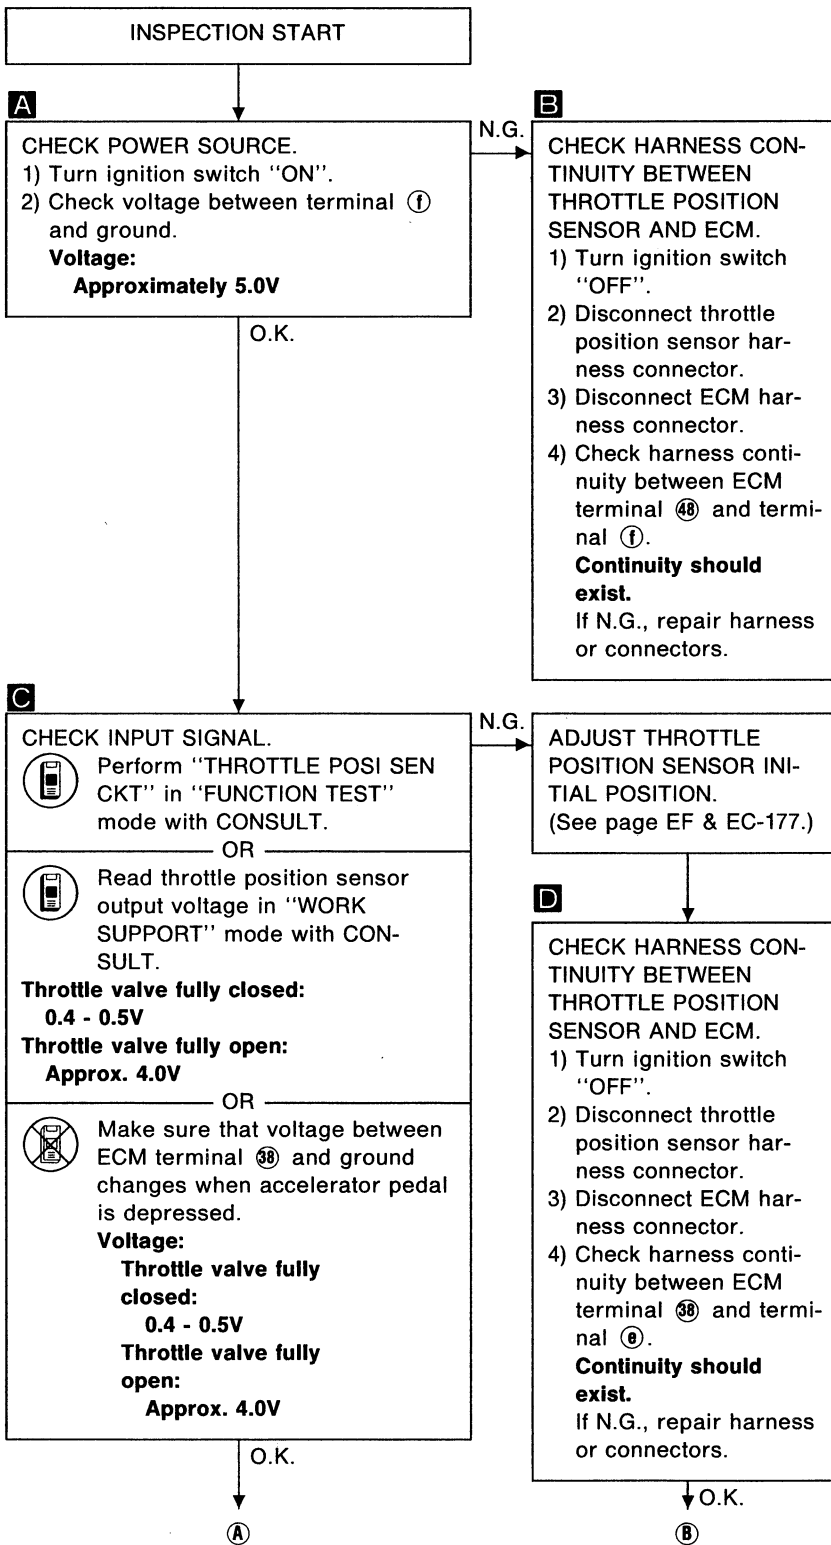 INSPECTION START
A
CHECK POWER SOURCE.
1) Turn ignition switch "ON".
2) Check voltage between terminal ⓕ
and ground.
Voltage:
Approximately 5.0V
N.G.
O.K.
B
CHECK HARNESS CON-
TINUITY BETWEEN
THROTTLE POSITION
SENSOR AND ECM.
1) Turn ignition switch
"OFF".
2) Disconnect throttle
position sensor har-
ness connector.
3) Disconnect ECM har-
ness connector.
4) Check harness conti-
nuity between ECM
terminal ㊽ and termi-
nal ⓕ.
Continuity should
exist.
If N.G., repair harness
or connectors.
C
CHECK INPUT SIGNAL.
Perform "THROTTLE POSI SEN
CKT" in "FUNCTION TEST"
mode with CONSULT.
OR
Read throttle position sensor
output voltage in "WORK
SUPPORT" mode with CON-
SULT.
Throttle valve fully closed:
0.4 - 0.5V
Throttle valve fully open:
Approx. 4.0V
OR
Make sure that voltage between
ECM terminal ㊳ and ground
changes when accelerator pedal
is depressed.
Voltage:
Throttle valve fully
closed:
0.4 - 0.5V
Throttle valve fully
open:
Approx. 4.0V
O.K.
Ⓐ
N.G.
ADJUST THROTTLE
POSITION SENSOR INI-
TIAL POSITION.
(See page EF & EC-177.)
D
CHECK HARNESS CON-
TINUITY BETWEEN
THROTTLE POSITION
SENSOR AND ECM.
1) Turn ignition switch
"OFF".
2) Disconnect throttle
position sensor har-
ness connector.
3) Disconnect ECM har-
ness connector.
4) Check harness conti-
nuity between ECM
terminal ㊳ and termi-
nal ⓔ.
Continuity should
exist.
If N.G., repair harness
or connectors.
O.K.
Ⓑ